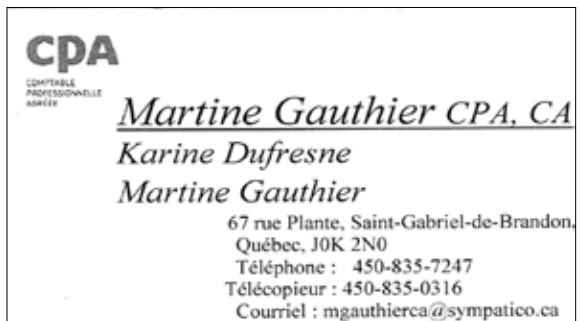 CPA
COMPTABLE
PROFESSIONNELLE
AGRÉÉE
Martine Gauthier CPA, CA
Karine Dufresne
Martine Gauthier
67 rue Plante, Saint-Gabriel-de-Brandon,
Québec, J0K 2N0
Téléphone : 450-835-7247
Télécopieur : 450-835-0316
Courriel : mgauthierca@sympatico.ca